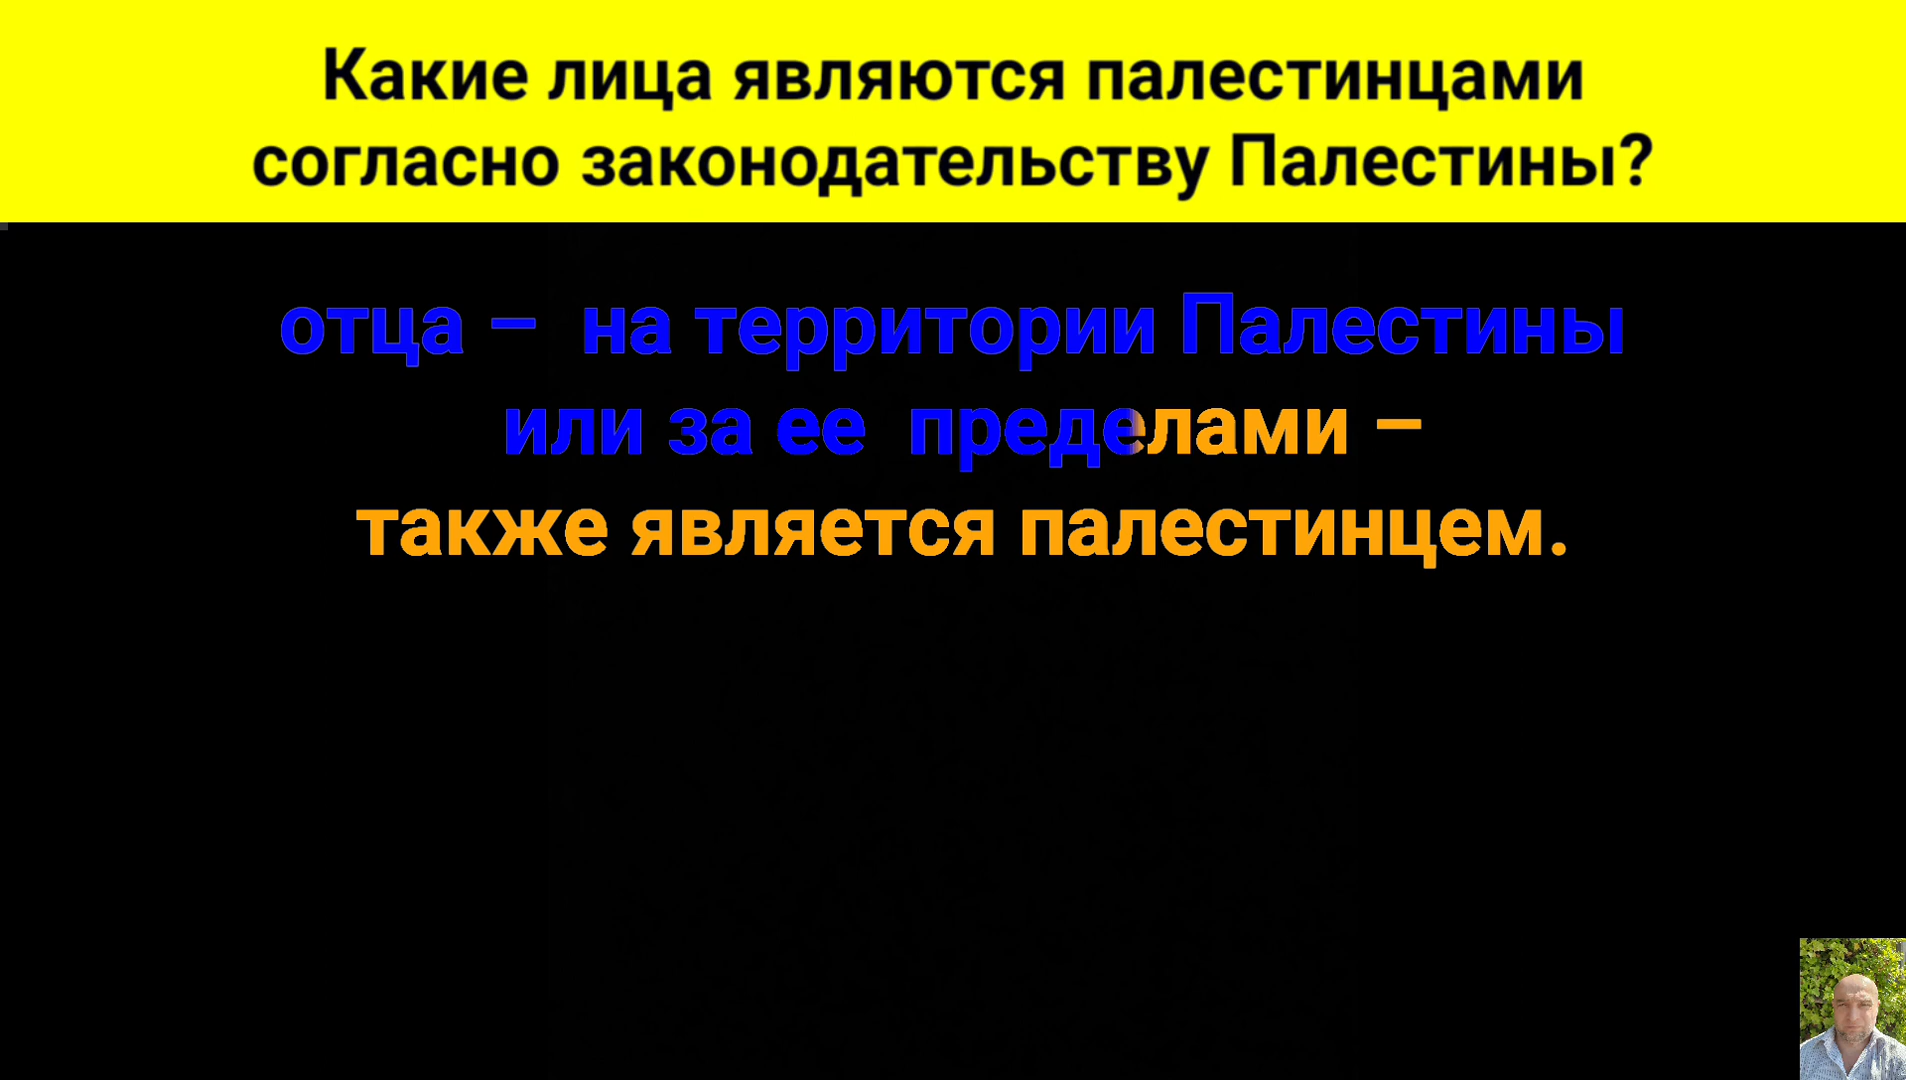 Какие лица являются палестинцами
согласно законодательству Палестины?
отца – на территории Палестины
или за ее пределами –
также является палестинцем.